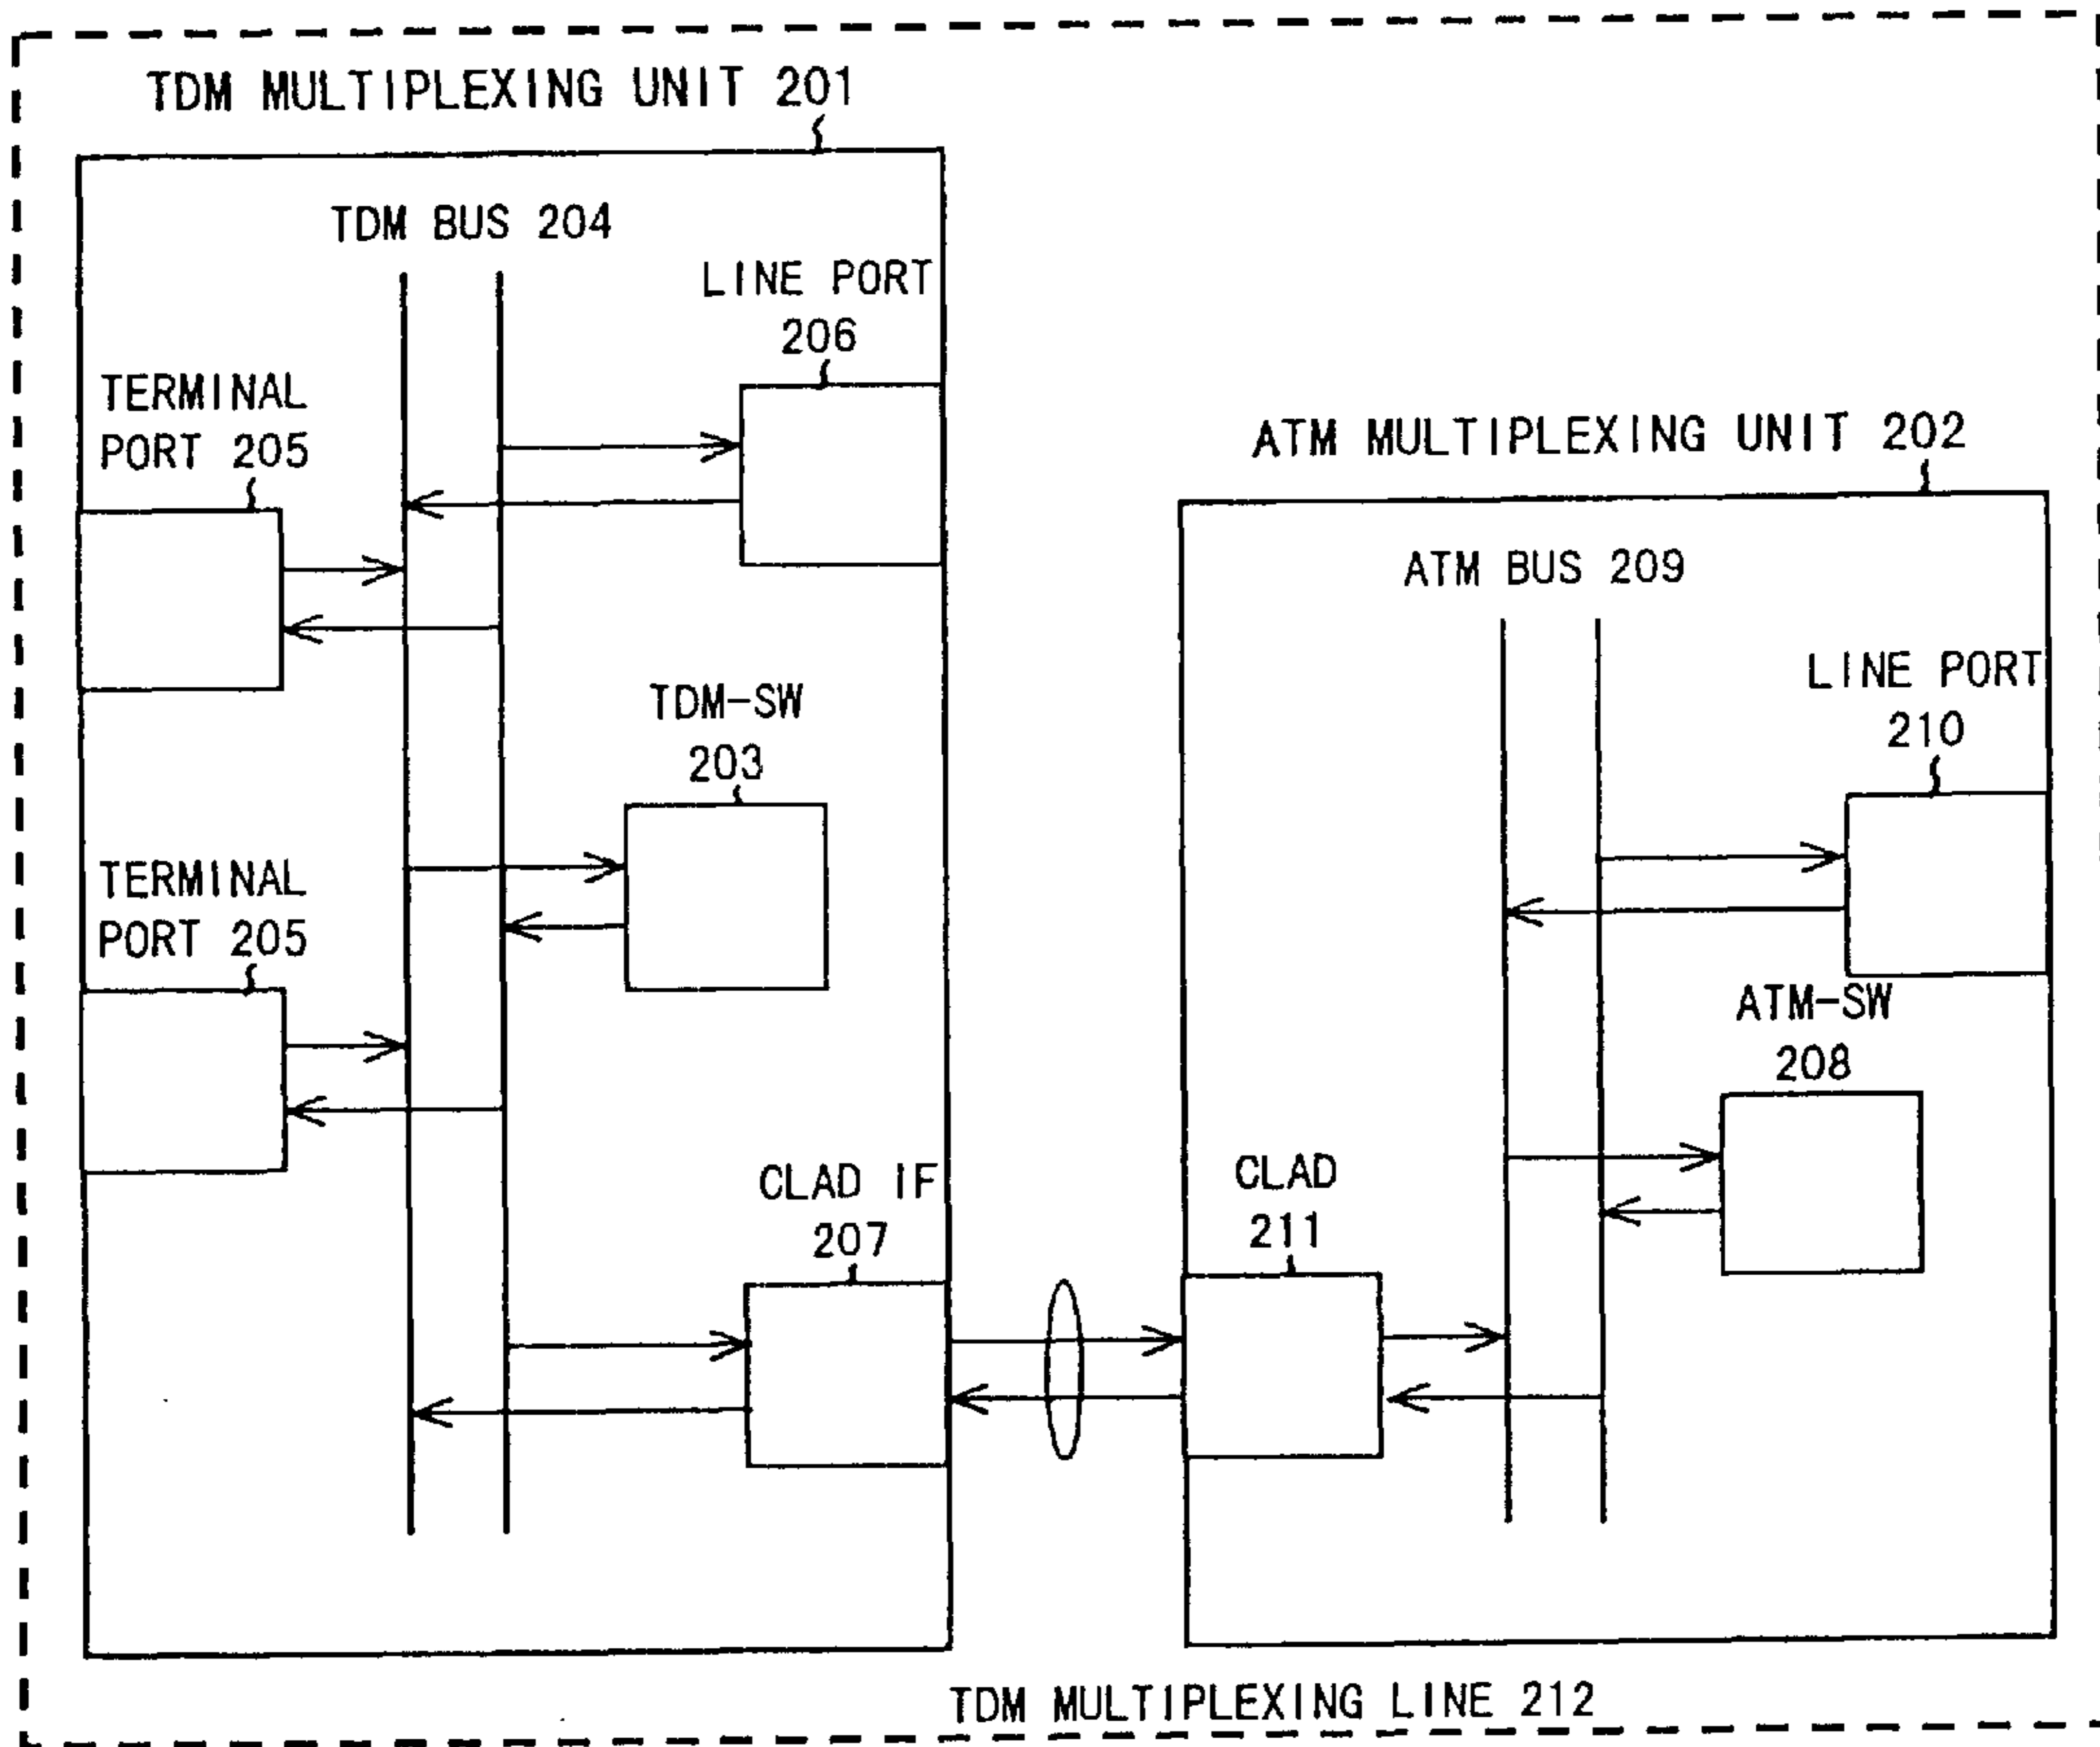 TDM MULTIPLEXING UNIT 201
TDM BUS 204
LINE PORT
206
TERMINAL
PORT 205
TDM-SW
203
TERMINAL
PORT 205
CLAD IF
207
ATM MULTIPLEXING UNIT 202
ATM BUS 209
LINE PORT
210
ATM-SW
208
CLAD
211
TDM MULTIPLEXING LINE 212